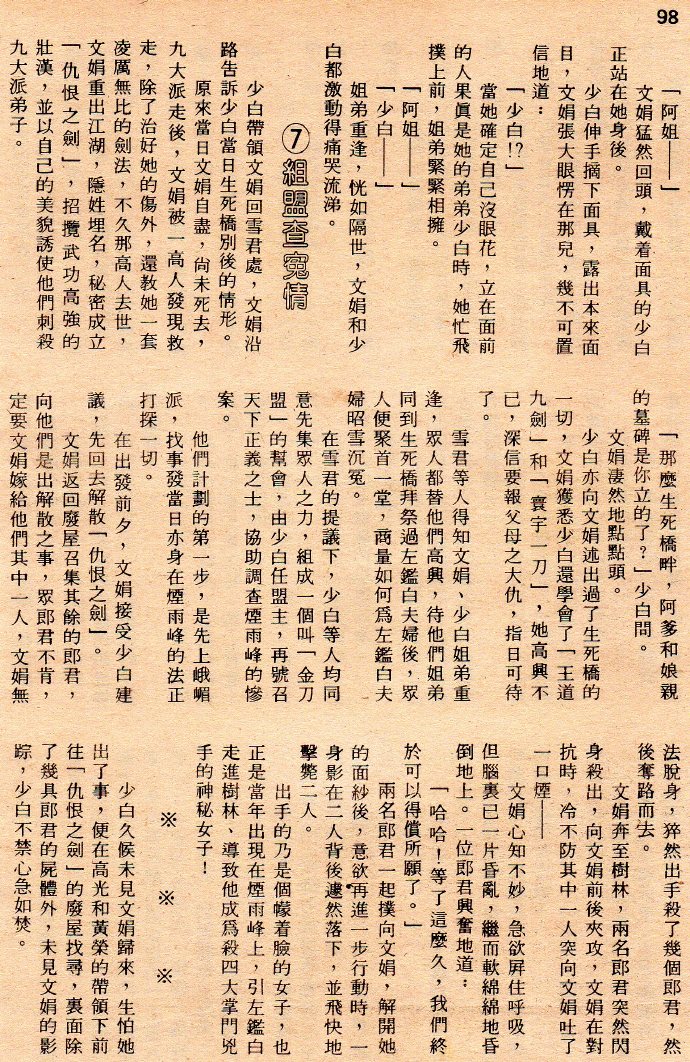 98
「阿姐——」
文娟猛然回頭，戴着面具的少白
正站在她身後。
少白伸手摘下面具，露出本來面
目，文娟張大眼愣在那兒，幾不可置
信地道：
「少白！？」
當她確定自己沒眼花，立在面前
的人果眞是她的弟弟少白時，她忙飛
撲上前，姐弟緊緊相擁。
「阿姐——」
「少白——」
姐弟重逢，恍如隔世，文娟和少
白都激動得痛哭流涕。
⑦組盟查寃情
少白帶領文娟回雪君處，文娟沿
路告訴少白當日生死橋別後的情形。
原來當日文娟自盡，尚未死去，
九大派走後，文娟被一高人發現救
走，除了治好她的傷外，還教她一套
凌厲無比的劍法，不久那高人去世，
文娟重出江湖，隱姓埋名，秘密成立
「仇恨之劍」，招攬武功高強的
壯漢，並以自己的美貌誘使他們刺殺
九大派弟子。
「那麼生死橋畔，阿爹和娘親
的墓碑是你立的了？」少白問。
文娟淒然地點點頭。
少白亦向文娟述出過了生死橋的
一切，文娟獲悉少白還學會了「王道
九劍」和「寰宇一刀」，她高興不
已，深信要報父母之大仇，指日可待
了。
雪君等人得知文娟、少白姐弟重
逢，眾人都替他們高興，待他們姐弟
同到生死橋拜祭過左鑑白夫婦後，眾
人便聚首一堂，商量如何爲左鑑白夫
婦昭雪沉冤。
在雪君的提議下，少白等人均同
意先集眾人之力，組成一個叫「金刀
盟」的幫會，由少白任盟主，再號召
天下正義之士，協助調查煙雨峰的慘
案。
他們計劃的第一步，是先上峨嵋
派，找事發當日亦身在煙雨峰的法正
打探一切。
在出發前夕，文娟接受少白建
議，先回去解散「仇恨之劍」。
文娟返回廢屋召集其餘的郎君，
向他們是出解散之事，眾郎君不肯，
定要文娟嫁給他們其中一人，文娟無
法脫身，猝然出手殺了幾個郎君，然
後奪路而去。
文娟奔至樹林，兩名郎君突然閃
身殺出，向文娟前後夾攻，文娟在對
抗時，冷不防其中一人突向文娟吐了
一口煙——
文娟心知不妙，急欲屛住呼吸，
但腦裏已一片昏亂，繼而軟綿綿地昏
倒地上。一位郎君興奮地道：
「哈哈！等了這麼久，我們終
於可以得償所願了。」
兩名郎君一起撲向文娟，解開她
的面紗後，意欲再進一步行動時，一
身影在二人背後遽然落下，並飛快地
擊斃二人。
出手的乃是個幪着臉的女子，也
正是當年出現在煙雨峰上，引左鑑白
走進樹林、導致他成爲殺四大掌門兇
手的神秘女子！
※　※　※
少白久候未見文娟歸來，生怕她
出了事，便在高光和黃榮的帶領下前
往「仇恨之劍」的廢屋找尋，裏面除
了幾具郎君的屍體外，未見文娟的影
踪，少白不禁心急如焚。